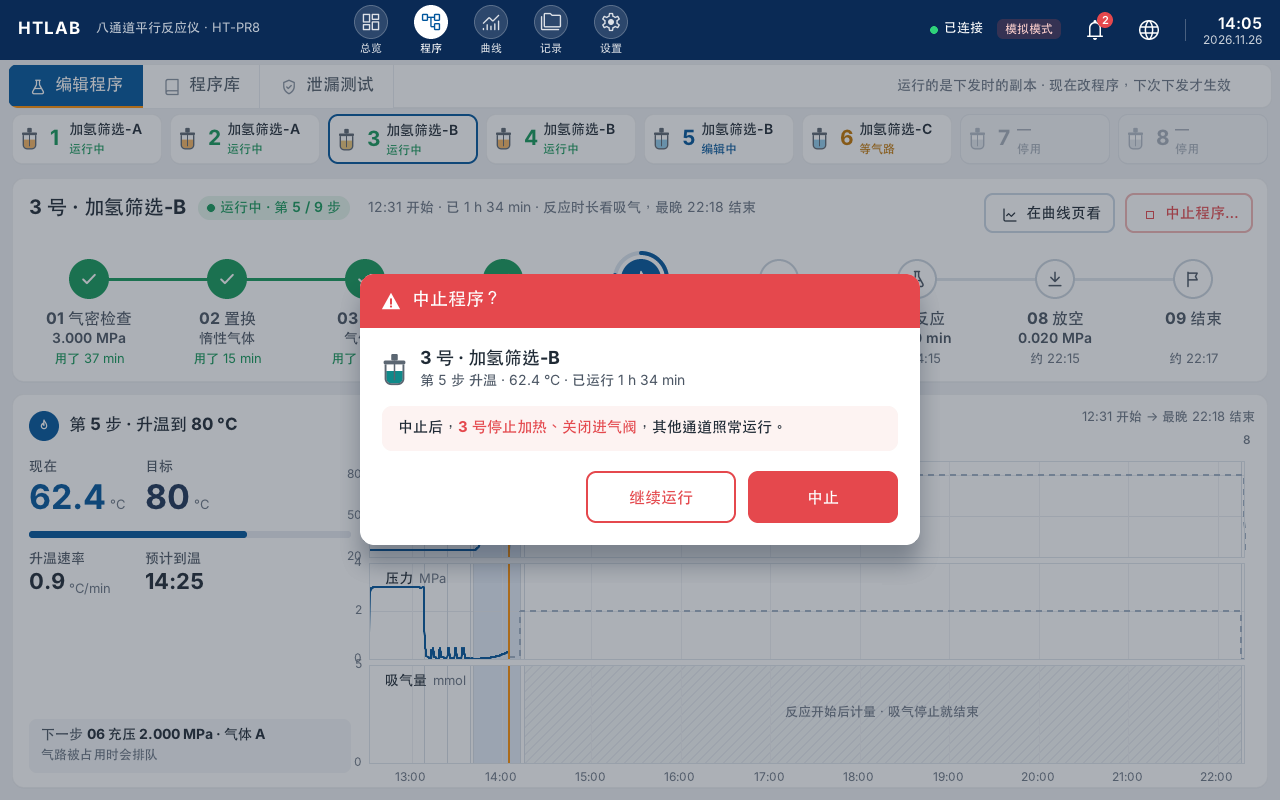 HTLAB 八通道平行反应仪 · HT-PR8
总览 程序 曲线 记录 设置
已连接 模拟模式 2 14:05
2026.11.26
编辑程序 程序库 泄漏测试 运行的是下发时的副本 · 现在改程序，下次下发才生效
1 加氢筛选-A 运行中
2 加氢筛选-A 运行中
3 加氢筛选-B 运行中
4 加氢筛选-B 运行中
5 加氢筛选-B 编辑中
6 加氢筛选-C 等气路
7 — 停用
8 — 停用
3 号 · 加氢筛选-B 运行中 · 第 5 / 9 步 12:31 开始 · 已 1 h 34 min · 反应时长看吸气，最晚 22:18 结束 在曲线页看 中止程序...
01 气密检查
3.000 MPa
用了 37 min
02 置换
惰性气体
用了 15 min
03
用了
反应
min
08 放空
0.020 MPa
约 22:15
09 结束
约 22:17
中止程序？
3 号 · 加氢筛选-B
第 5 步 升温 · 62.4 °C · 已运行 1 h 34 min
中止后，3 号停止加热、关闭进气阀，其他通道照常运行。
继续运行 中止
第 5 步 · 升温到 80 °C
现在 目标
62.4 °C 80 °C
升温速率 预计到温
0.9 °C/min 14:25
下一步 06 充压 2.000 MPa · 气体 A
气路被占用时会排队
12:31 开始 → 最晚 22:18 结束
8
80
50
20
压力 MPa
4
2
0
吸气量 mmol
5
反应开始后计量 · 吸气停止就结束
0
13:00 14:00 15:00 16:00 17:00 18:00 19:00 20:00 21:00 22:00